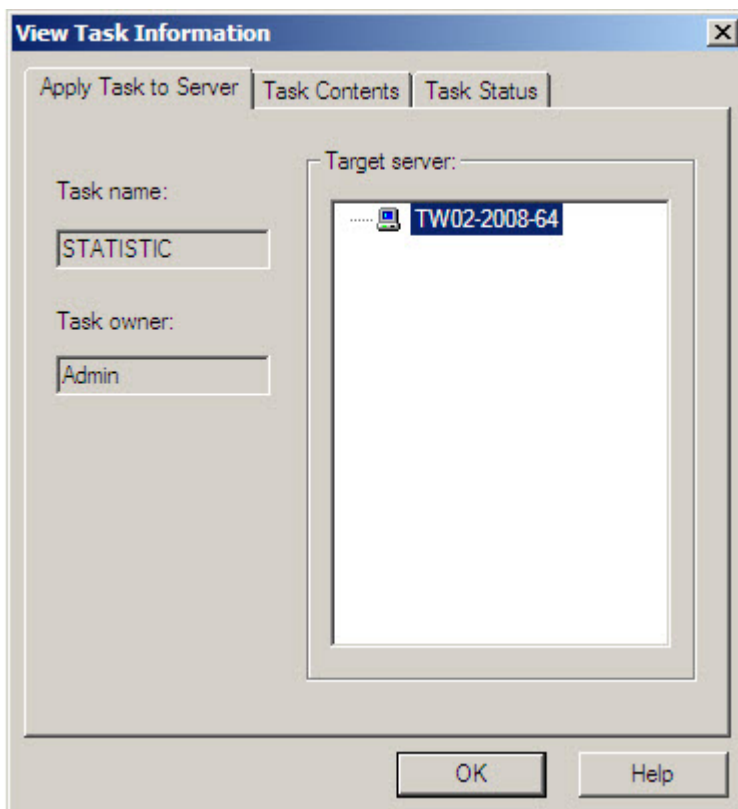 View Task Information
Apply Task to Server
Task Contents
Task Status
Task name:
STATISTIC
Task owner:
Admin
Target server:
TW02-2008-64
OK
Help